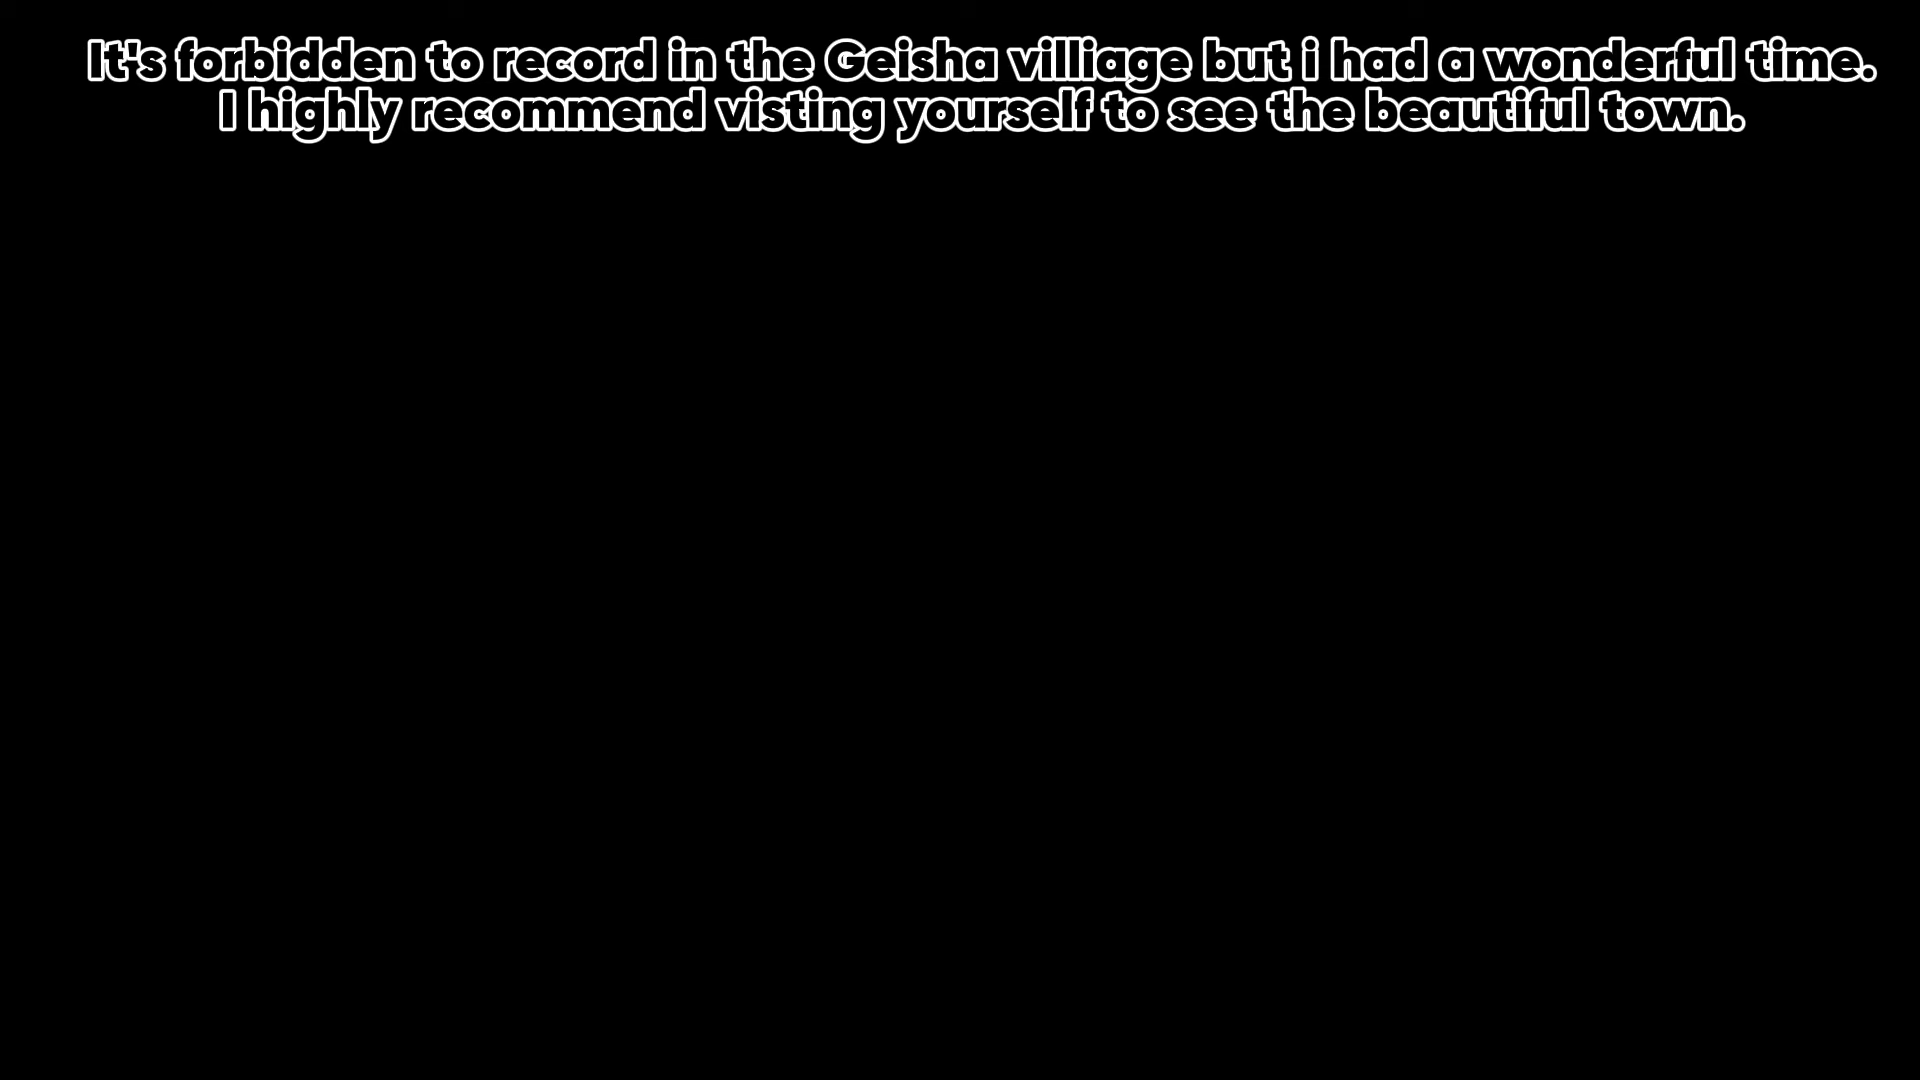 It's forbidden to record in the Geisha villiage but i had a wonderful time.
I highly recommend visting yourself to see the beautiful town.